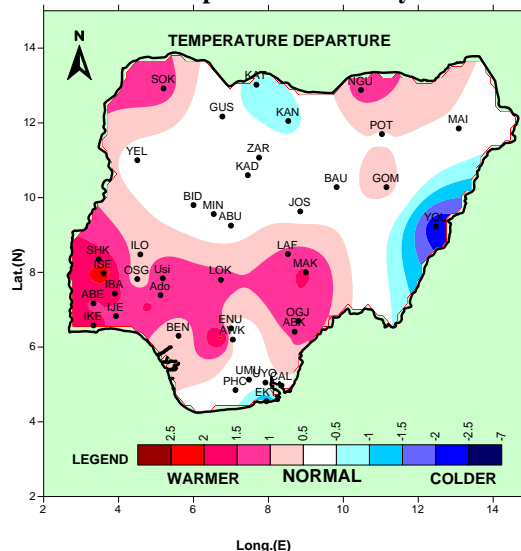 TEMPERATURE DEPARTURE
N
14
12
10
8
6
4
2
Lat.(N)
SOK
KAT
NGU
GUS
KAN
MAI
POT
ZAR
YEL
KAD
BAU
GOM
BID
MIN
JOS
ABU
YOL
SHK
ILO
LAF
ISE
OSG
Usi
LOK
MAK
IBA
Ado
ABE
IKE
IJE
BEN
ENU
AWK
OGJ
ABK
UMU
UYO
CAL
PHC
EKT
LEGEND
2.5
2
1.5
1
0.5
-0.5
-1
-1.5
-2
-2.5
-7
WARMER
NORMAL
COLDER
2
4
6
8
10
12
14
Long.(E)